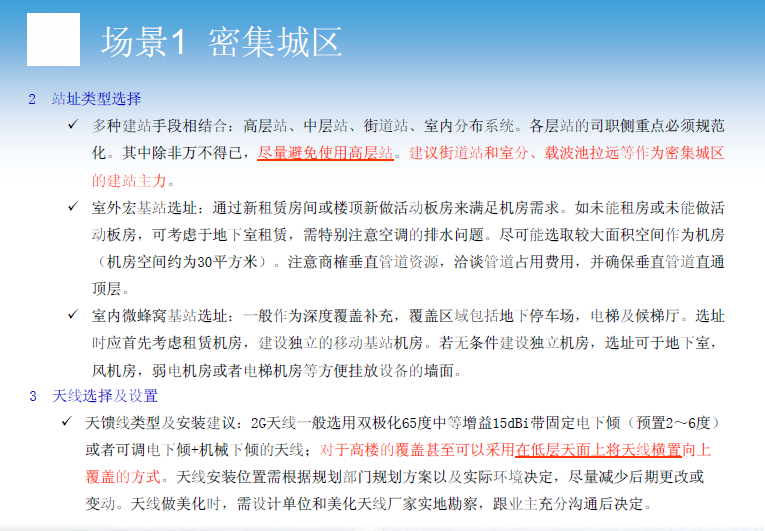 场景1 密集城区
2 站址类型选择
✓ 多种建站手段相结合：高层站、中层站、街道站、室内分布系统。各层站的司职侧重点必须规范
化。其中除非万不得已，尽量避免使用高层站。建议街道站和室分、载波池拉远等作为密集城区
的建站主力。
✓ 室外宏基站选址：通过新租赁房间或楼顶新做活动板房来满足机房需求。如未能租房或未能做活
动板房，可考虑于地下室租赁，需特别注意空调的排水问题。尽可能选取较大面积空间作为机房
（机房空间约为30平方米）。注意商榷垂直管道资源，洽谈管道占用费用，并确保垂直管道直通
顶层。
✓ 室内微蜂窝基站选址：一般作为深度覆盖补充，覆盖区域包括地下停车场，电梯及候梯厅。选址
时应首先考虑租赁机房，建设独立的移动基站机房。若无条件建设独立机房，选址可于地下室，
风机房，弱电机房或者电梯机房等方便挂放设备的墙面。
3 天线选择及设置
✓ 天馈线类型及安装建议：2G天线一般选用双极化65度中等增益15dBi带固定电下倾（预置2～6度）
或者可调电下倾+机械下倾的天线；对于高楼的覆盖甚至可以采用在低层天面上将天线横置向上
覆盖的方式。天线安装位置需根据规划部门规划方案以及实际环境决定，尽量减少后期更改或
变动。天线做美化时，需设计单位和美化天线厂家实地勘察，跟业主充分沟通后决定。